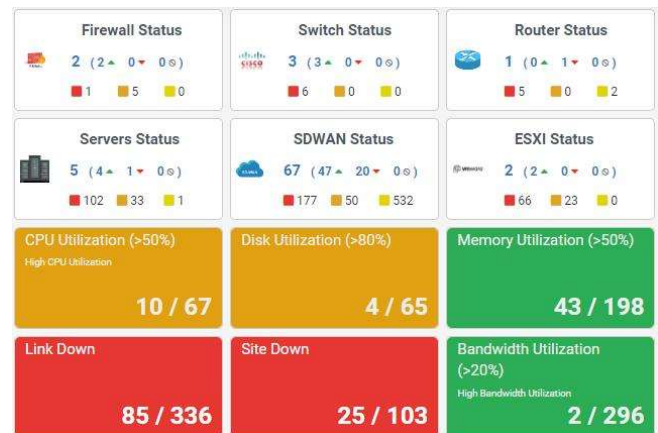 Firewall Status
2 (2▲ 0▼ 0⊘)
1 5 0
Switch Status
CISCO
3 (3▲ 0▼ 0⊘)
6 0 0
Router Status
1 (0▲ 1▼ 0⊘)
5 0 2
Servers Status
5 (4▲ 1▼ 0⊘)
102 33 1
SDWAN Status
67 (47▲ 20▼ 0⊘)
177 50 532
ESXI Status
vmware
2 (2▲ 0▼ 0⊘)
66 23 0
CPU Utilization (>50%)
High CPU Utilization
10 / 67
Disk Utilization (>80%)
4 / 65
Memory Utilization (>50%)
43 / 198
Link Down
85 / 336
Site Down
25 / 103
Bandwidth Utilization
(>20%)
High Bandwidth Utilization
2 / 296